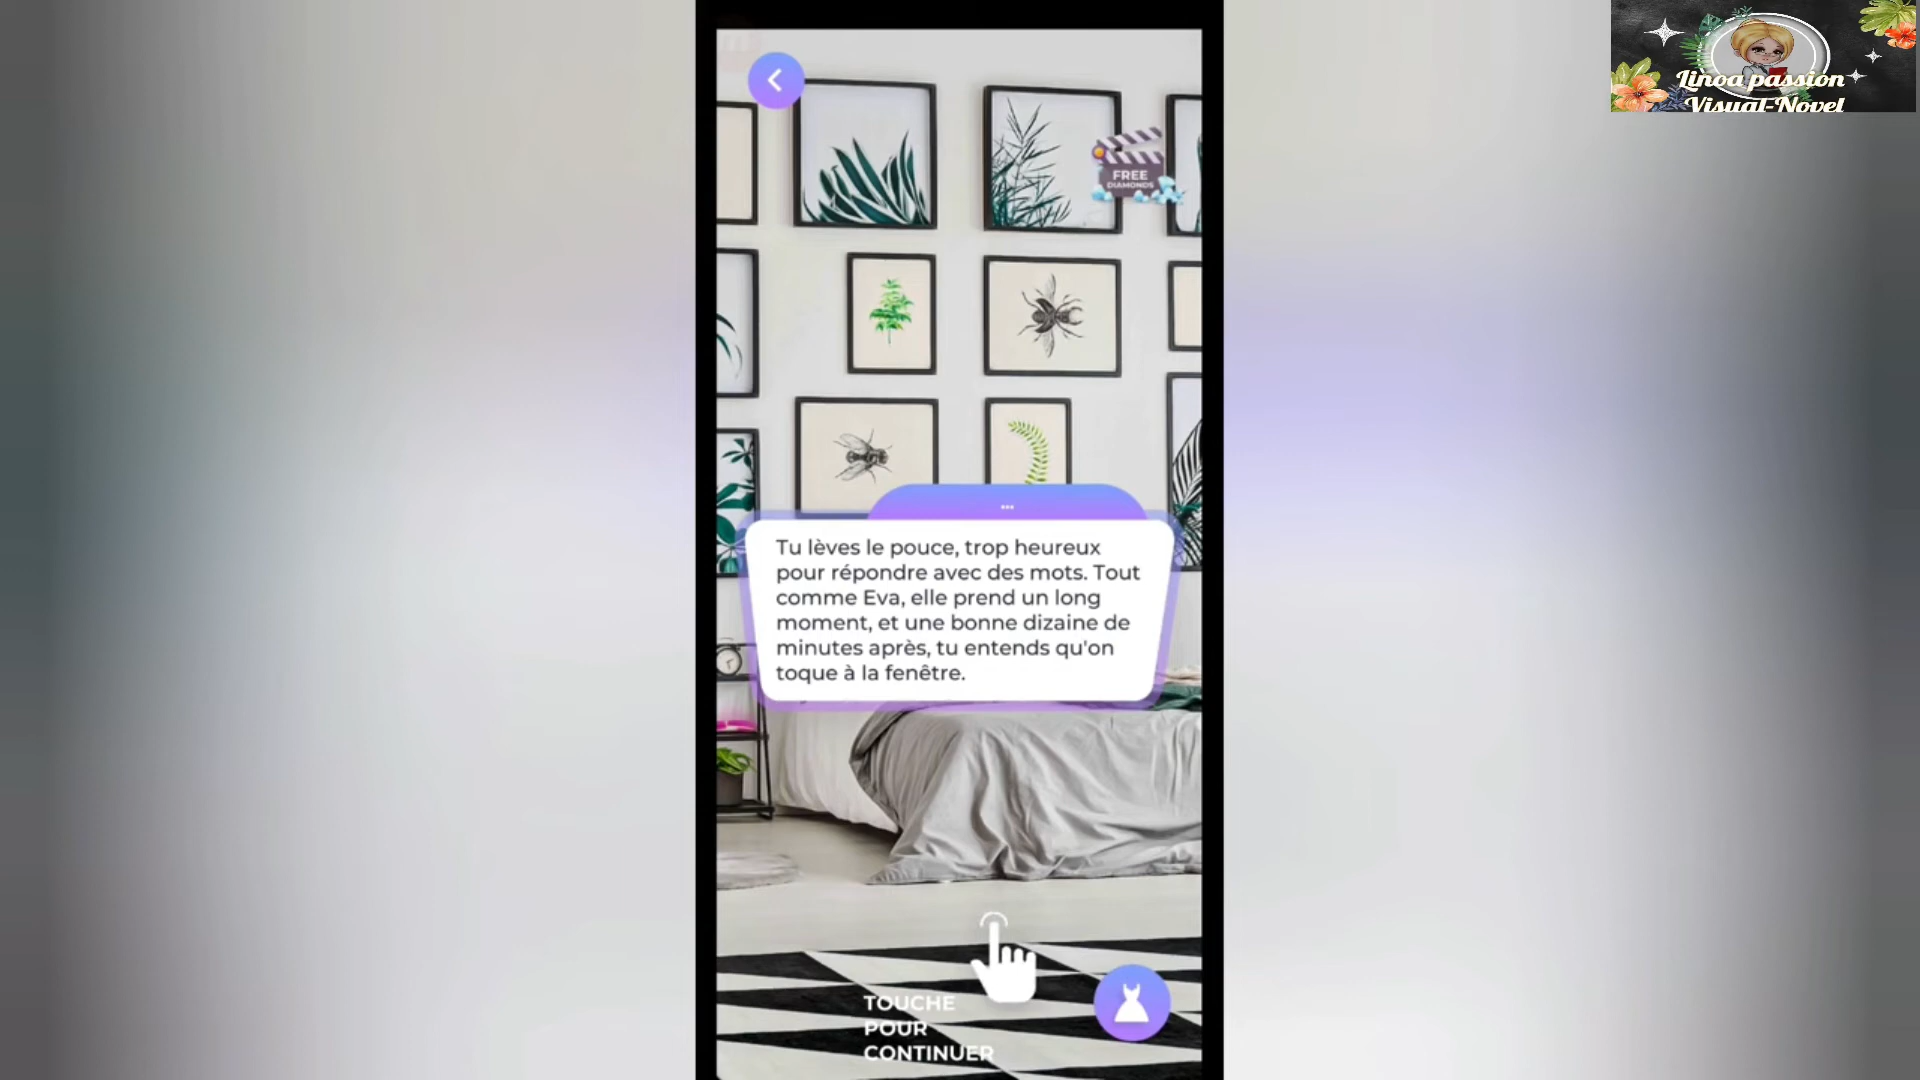 Linoa passion
Visual-Novel
FREE
DIAMONDS
...
Tu lèves le pouce, trop heureux
pour répondre avec des mots. Tout
comme Eva, elle prend un long
moment, et une bonne dizaine de
minutes après, tu entends qu'on
toque à la fenêtre.
TOUCHE
POUR
CONTINUER